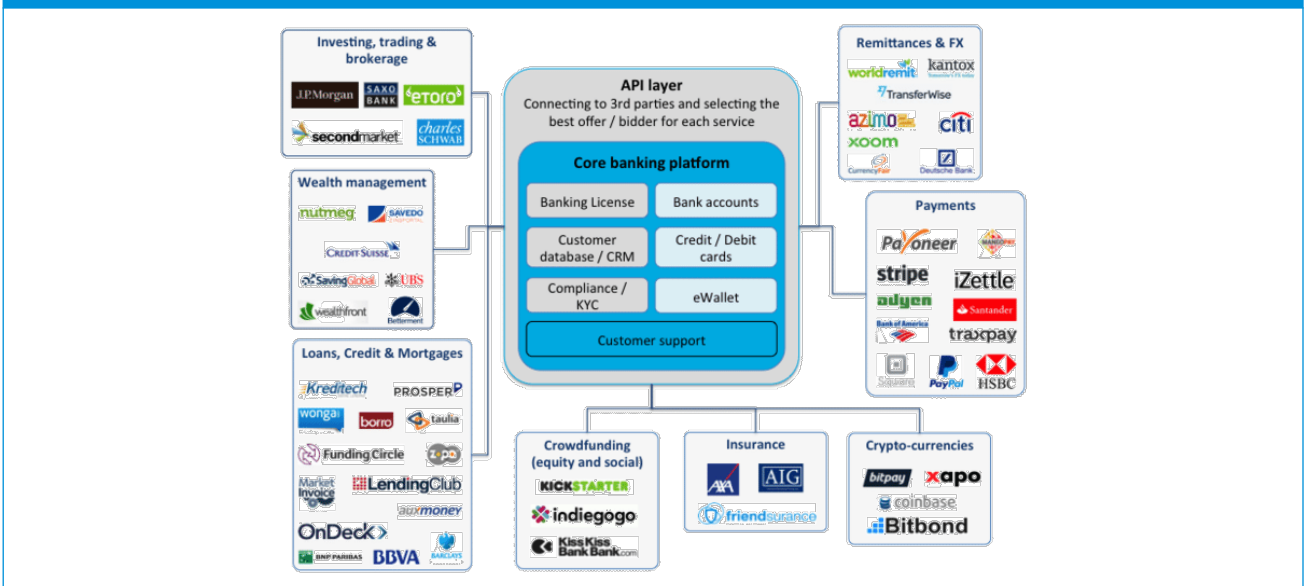 Investing, trading &
brokerage
J.P.Morgan
SAXO
BANK
eTORO
secondmarket
charles
SCHWAB
Wealth management
nutmeg
SAVEDO
CREDIT SUISSE
SavingGlobal
UBS
wealthfront
Betterment
Loans, Credit & Mortgages
Kreditech
PROSPER
wonga
borro
taulia
Funding Circle
zopa
Market
Invoice
LendingClub
auxmoney
OnDeck
BNP PARIBAS
BBVA
BARCLAYS
API layer
Connecting to 3rd parties and selecting the
best offer / bidder for each service
Core banking platform
Banking License
Bank accounts
Customer
database / CRM
Credit / Debit
cards
Compliance /
KYC
eWallet
Customer support
Remittances & FX
worldremit
kantox
TransferWise
azimo
citi
xoom
CurrencyFair
Deutsche Bank
Payments
Payoneer
MANGOPAY
stripe
iZettle
adyen
Santander
Bank of America
traxpay
Square
PayPal
HSBC
Crowdfunding
(equity and social)
KICKSTARTER
indiegogo
KissKiss
BankBank.com
Insurance
AXA
AIG
friendsurance
Crypto-currencies
bitpay
xapo
coinbase
Bitbond